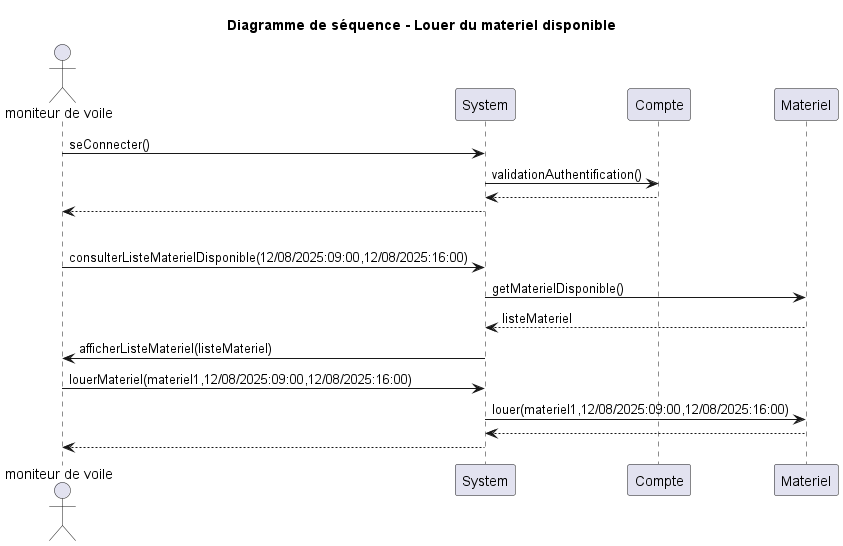 Diagramme de séquence - Louer du materiel disponible
moniteur de voile
System
Compte
Materiel
seConnecter()
validationAuthentification()
consulterListeMaterielDisponible(12/08/2025:09:00,12/08/2025:16:00)
getMaterielDisponible()
listeMateriel
afficherListeMateriel(listeMateriel)
louerMateriel(materiel1,12/08/2025:09:00,12/08/2025:16:00)
louer(materiel1,12/08/2025:09:00,12/08/2025:16:00)
moniteur de voile
System
Compte
Materiel